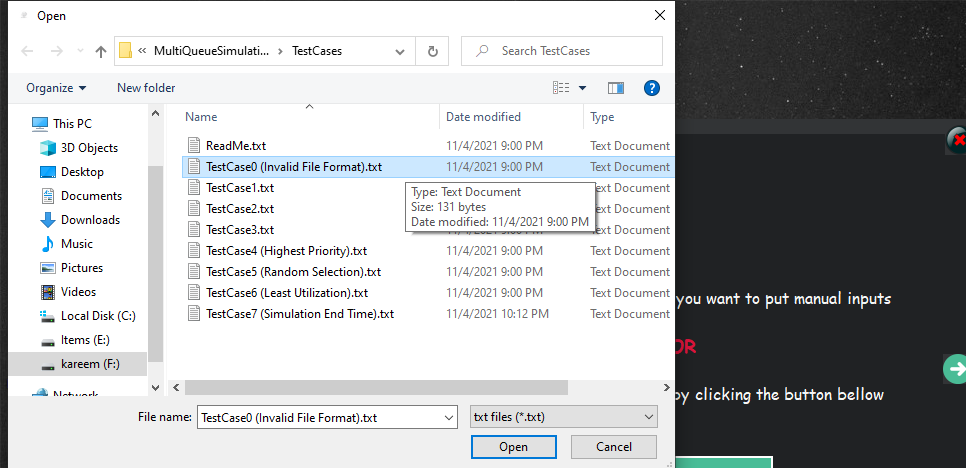 Open
« MultiQueueSimulati... > TestCases
Search TestCases
Organize
New folder
Name
Date modified
Type
This PC
3D Objects
Desktop
Documents
Downloads
Music
Pictures
Videos
Local Disk (C:)
Items (E:)
kareem (F:)
Network
ReadMe.txt 11/4/2021 9:00 PM Text Document
TestCase0 (Invalid File Format).txt 11/4/2021 9:00 PM Text Document
TestCase1.txt Text Document
TestCase2.txt Text Document
TestCase3.txt 11/4/2021 9:00 PM Text Document
TestCase4 (Highest Priority).txt 11/4/2021 9:00 PM Text Document
TestCase5 (Random Selection).txt 11/4/2021 9:00 PM Text Document
TestCase6 (Least Utilization).txt 11/4/2021 9:00 PM Text Document
TestCase7 (Simulation End Time).txt 11/4/2021 10:12 PM Text Document
Type: Text Document
Size: 131 bytes
Date modified: 11/4/2021 9:00 PM
File name:
TestCase0 (Invalid File Format).txt
txt files (*.txt)
Open
Cancel
you want to put manual inputs
OR
by clicking the button bellow